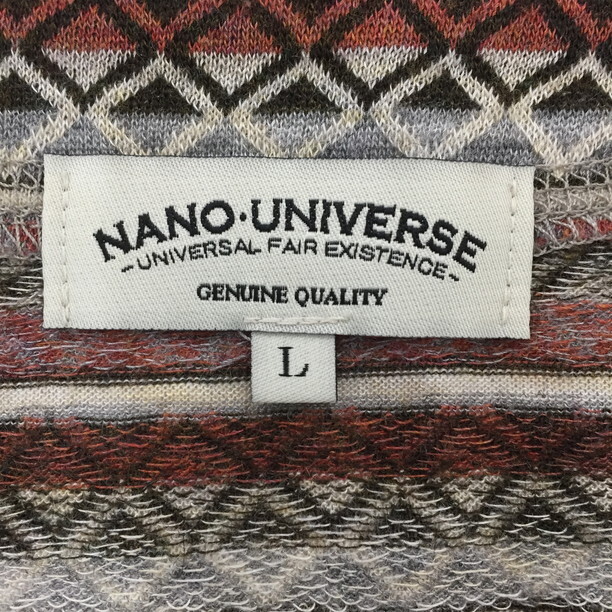 NANO·UNIVERSE
~UNIVERSAL FAIR EXISTENCE~
GENUINE QUALITY
L